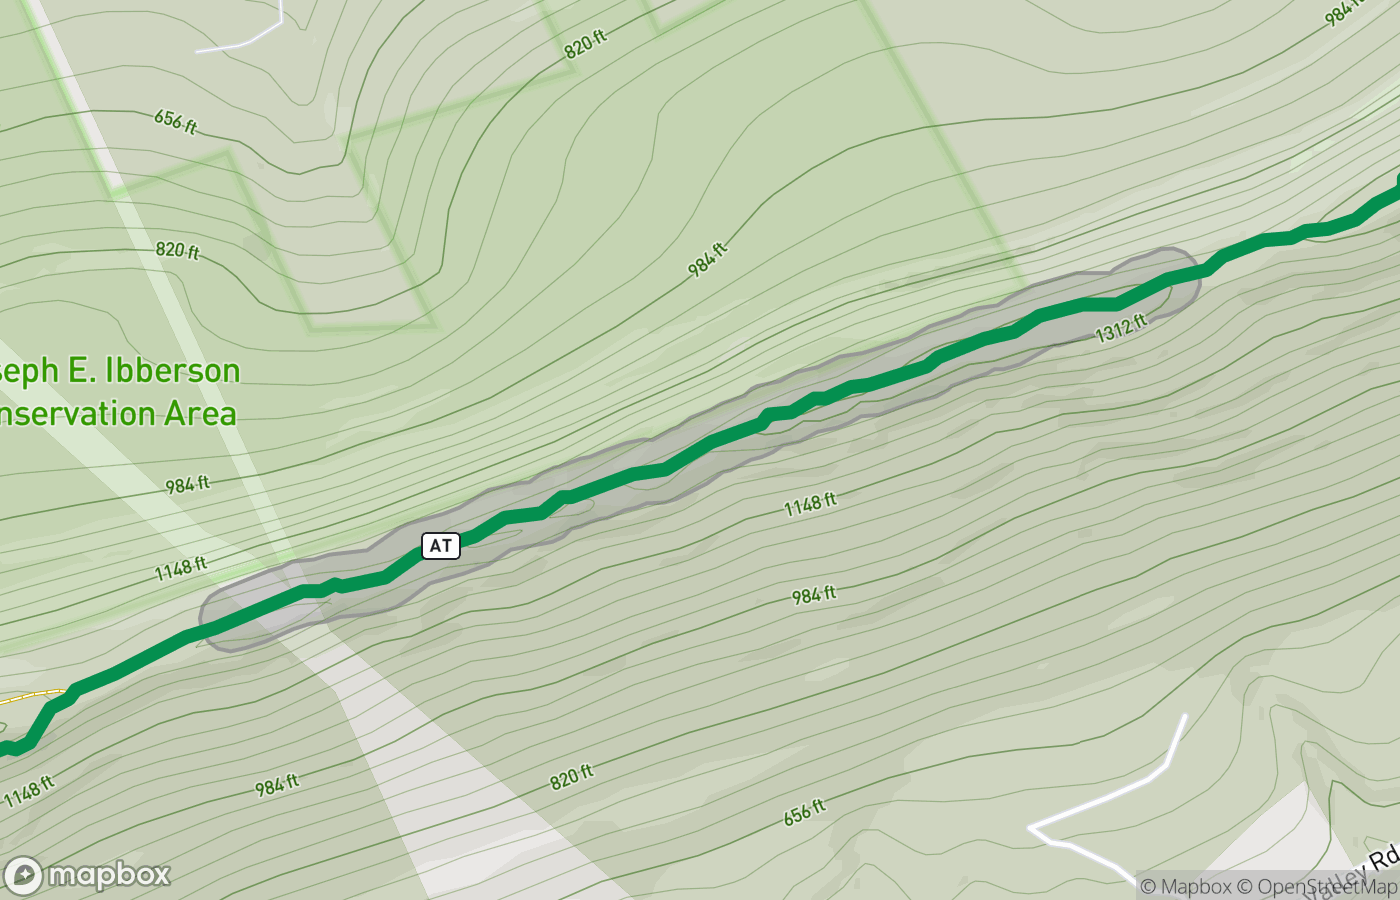 984 ft
820 ft
656 ft
820 ft
984 ft
seph E. Ibberson
nservation Area
1312 ft
984 ft
1148 ft
AT
1148 ft
984 ft
1148 ft
984 ft
820 ft
656 ft
Valley Rd
mapbox
© Mapbox © OpenStreetMap